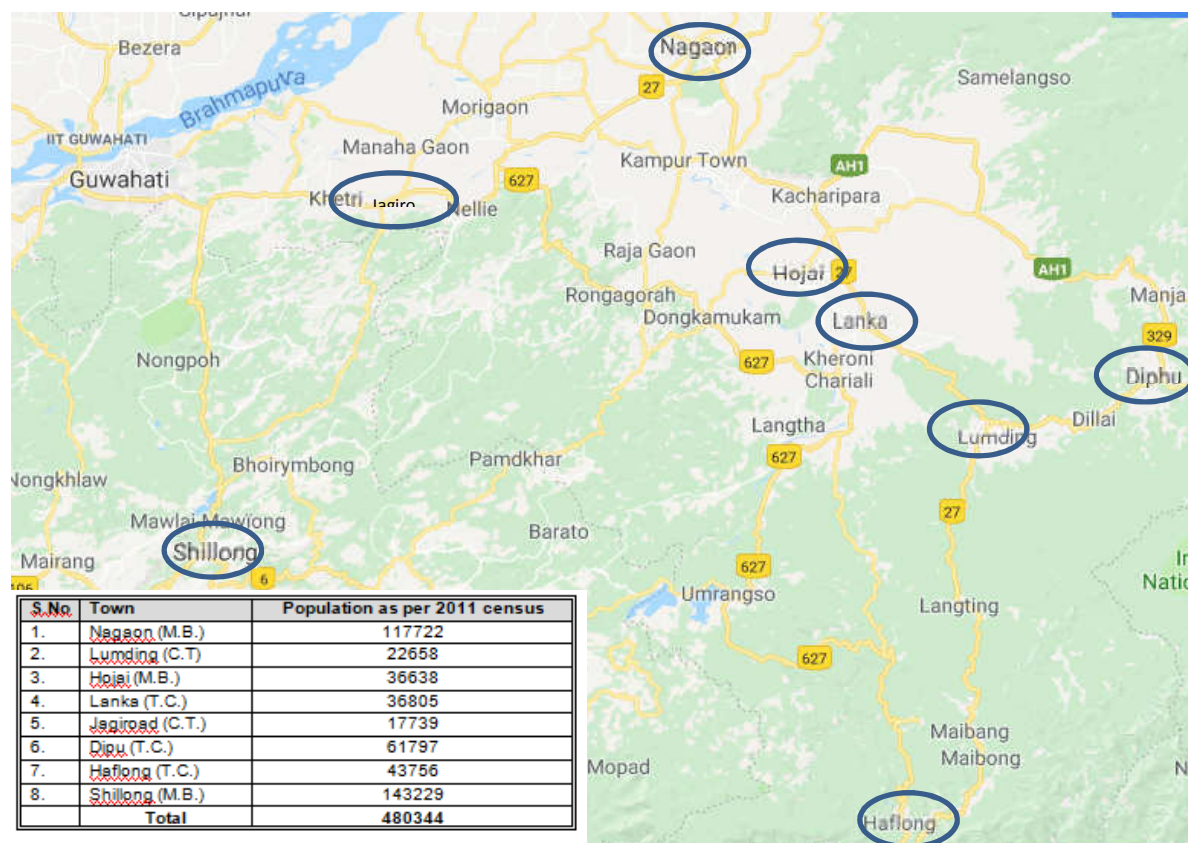 Nagaon
Bezera
Samelangso
27
Brahmaputra
Morigaon
IIT GUWAHATI
Manaha Gaon
Kampur Town
AH1
Guwahati
627
Khetri
Nellie
Kacharipara
Raja Gaon
Hojai
27
AH1
Rongagorah
Manja
Dongkamukam
Lanka
329
Nongpoh
627
Kheroni
Chariali
Diphu
Langtha
Dillai
Lumding
Bhoirymbong
Pamdkhar
627
Nongkhlaw
27
Mawlai Mawiong
Barato
Shillong
Mairang
6
627
Umrangso
Langting
627
Maibang
Maibong
Mopad
Haflong
S.No. Town Population as per 2011 census
1. Nagaon (M.B.) 117722
2. Lumding (C.T) 22658
3. Hojai (M.B.) 36638
4. Lanka (T.C.) 36805
5. Jagiroad (C.T.) 17739
6. Dipu (T.C.) 61797
7. Haflong (T.C.) 43756
8. Shillong (M.B.) 143229
Total 480344